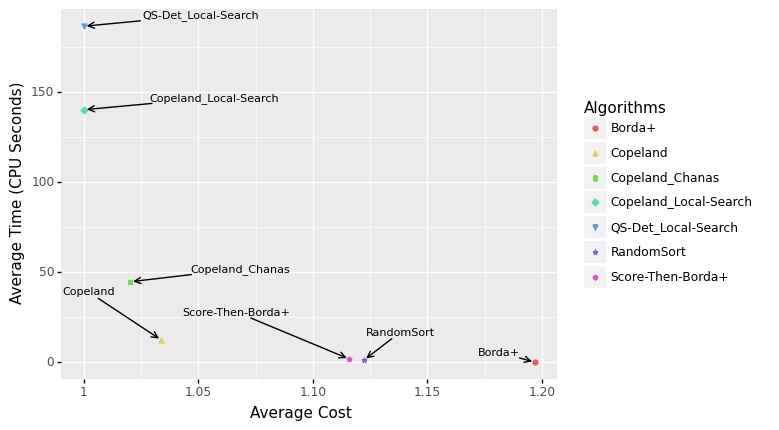 QS-Det_Local-Search
Copeland_Local-Search
150
100
50
0
Copeland_Chanas
Copeland
Score-Then-Borda+
RandomSort
Borda+
1
1.05
1.10
1.15
1.20
Average Cost
Average Time (CPU Seconds)
Algorithms
Borda+
Copeland
Copeland_Chanas
Copeland_Local-Search
QS-Det_Local-Search
RandomSort
Score-Then-Borda+